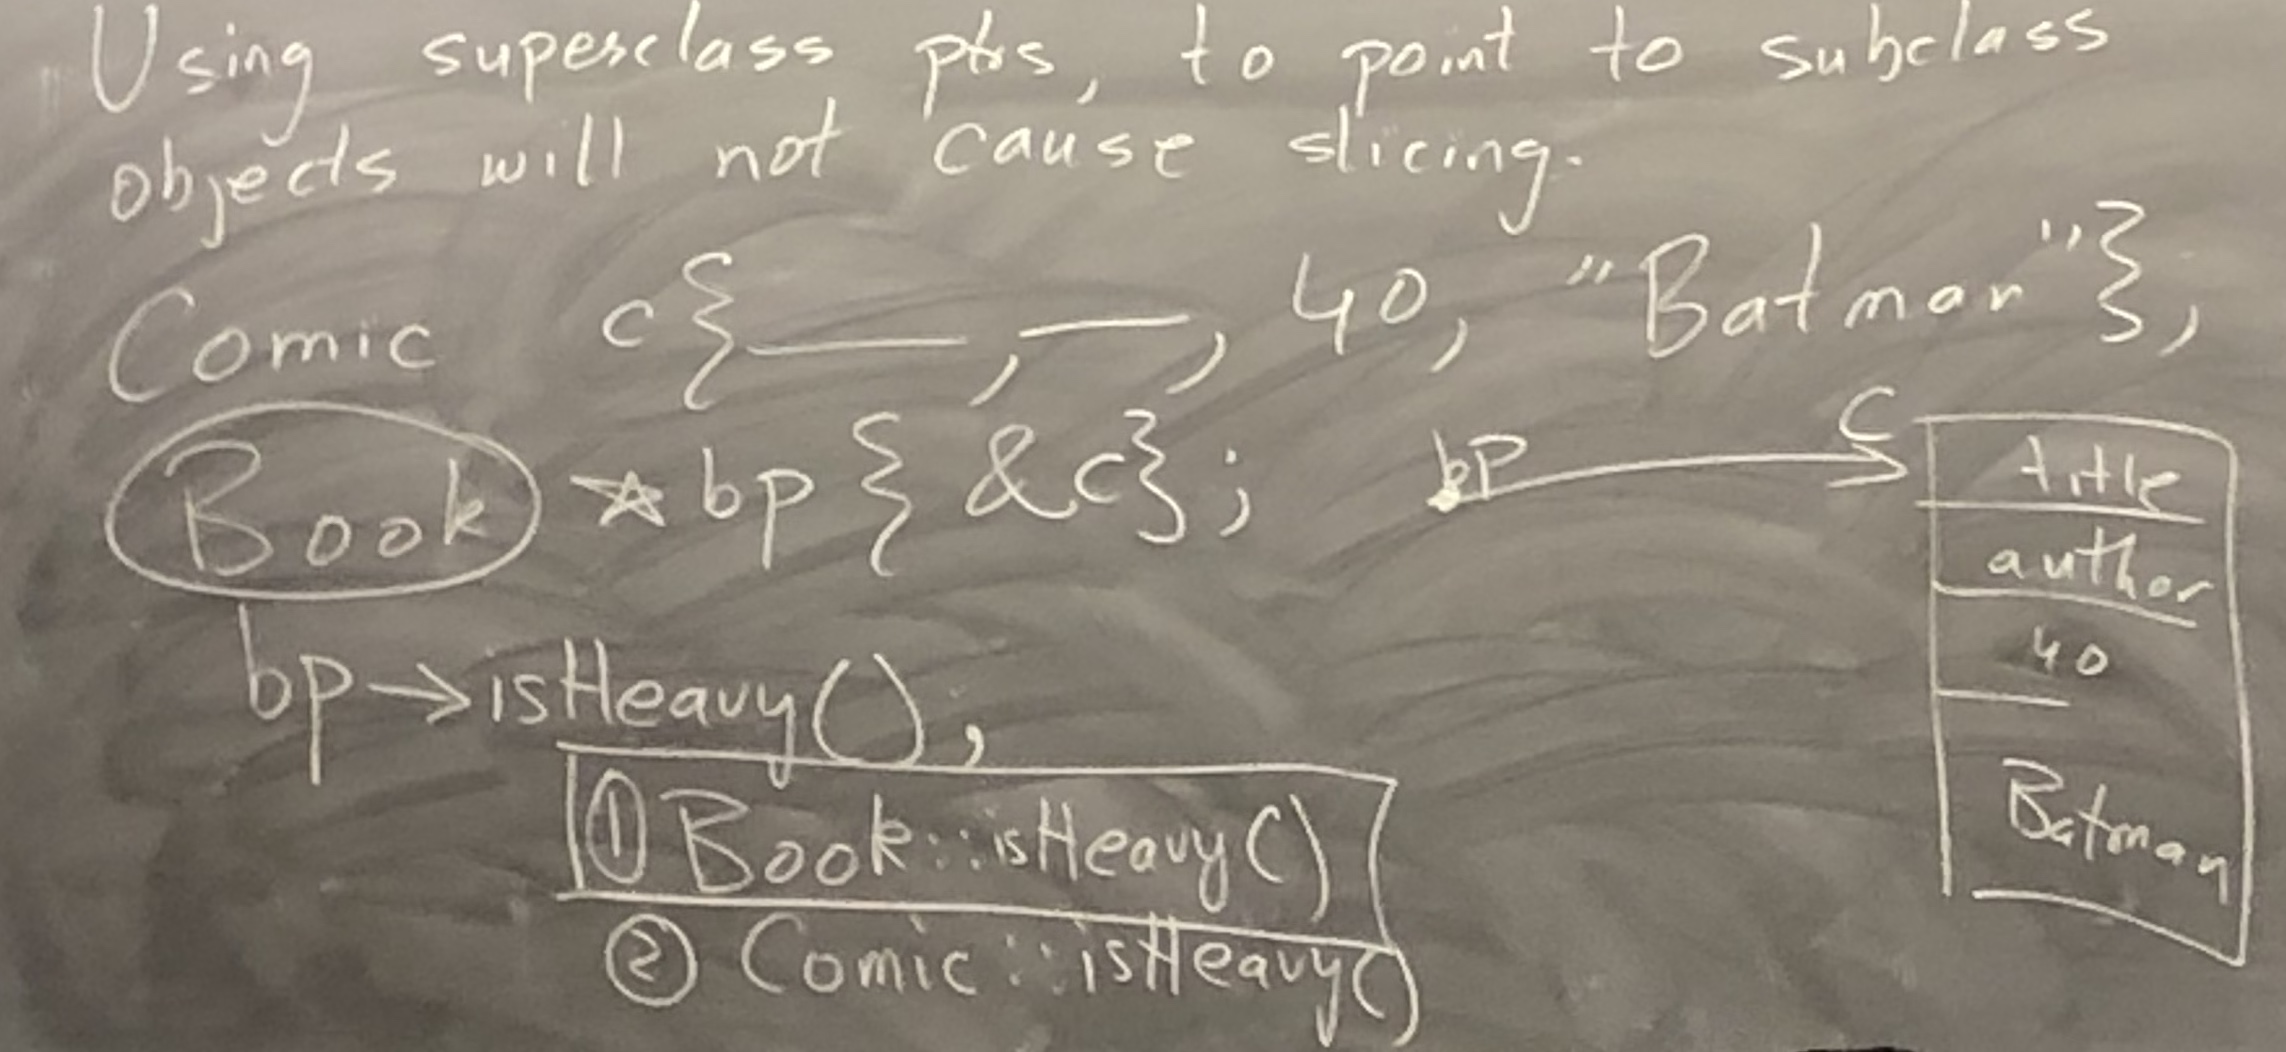 Using superclass ptrs, to point to subclass
objects will not cause slicing.
Comic c{___, ___, 40, "Batman"};
Book *bp{&c};
bp → c
title
author
40
Batman
bp→isHeavy();
① Book::isHeavy()
② Comic::isHeavy()